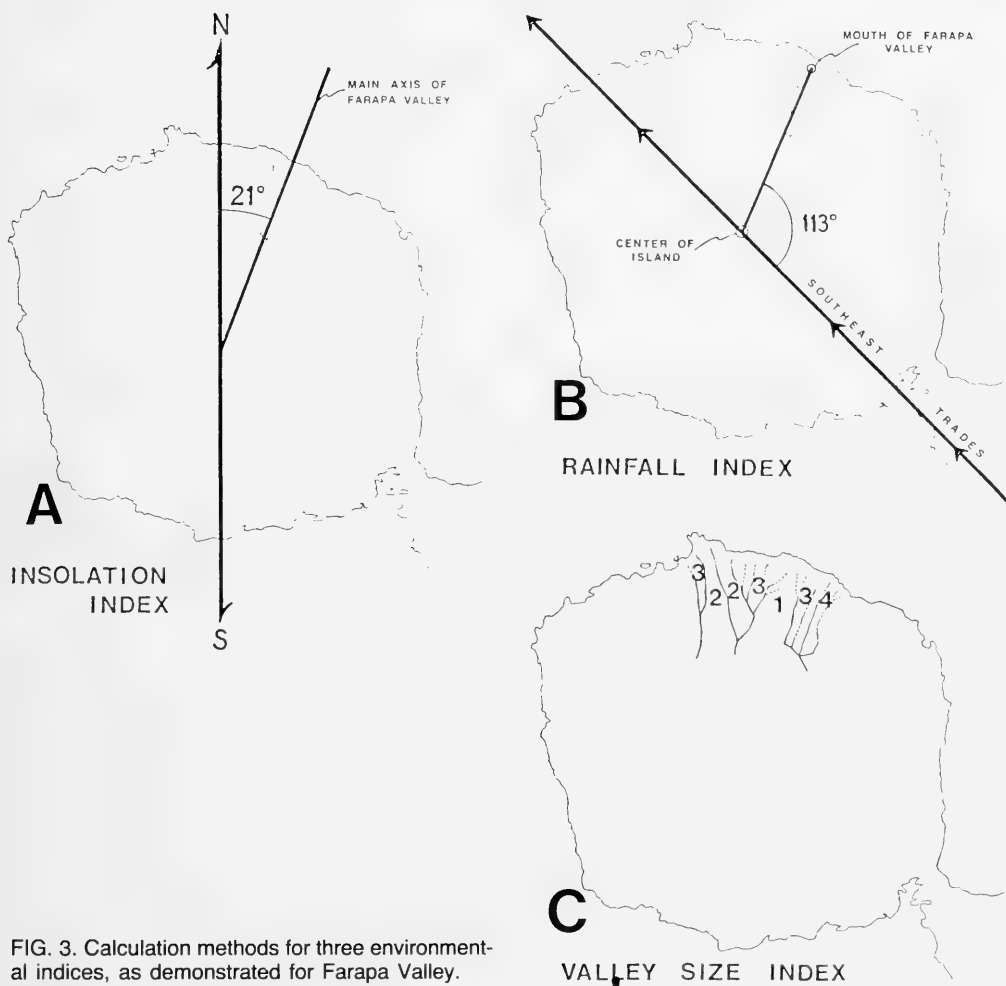 N
MAIN AXIS OF
FARAPA VALLEY
21°
A
INSOLATION
INDEX
S
MOUTH OF FARAPA
VALLEY
113°
CENTER OF
ISLAND
SOUTHEAST TRADES
B
RAINFALL INDEX
3 2 2 3 1 3 4
C
VALLEY SIZE INDEX
FIG. 3. Calculation methods for three environment-
al indices, as demonstrated for Farapa Valley.